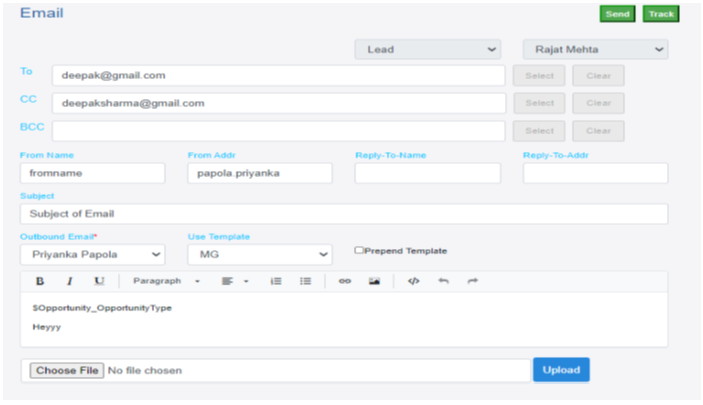 Email Send Track
Lead Rajat Mehta
To deepak@gmail.com Select Clear
CC deepaksharma@gmail.com Select Clear
BCC Select Clear
From Name From Addr Reply-To-Name Reply-To-Addr
fromname papola.priyanka
Subject
Subject of Email
Outbound Email* Use Template
Priyanka Papola MG Prepend Template
B I U Paragraph
$Opportunity_OpportunityType
Heyyy
Choose File No file chosen Upload